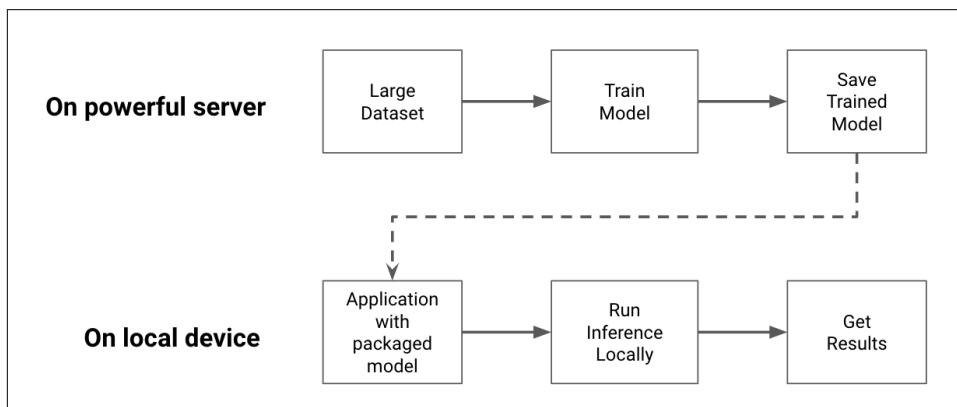 On powerful server
Large
Dataset
Train
Model
Save
Trained
Model
On local device
Application
with
packaged
model
Run
Inference
Locally
Get
Results